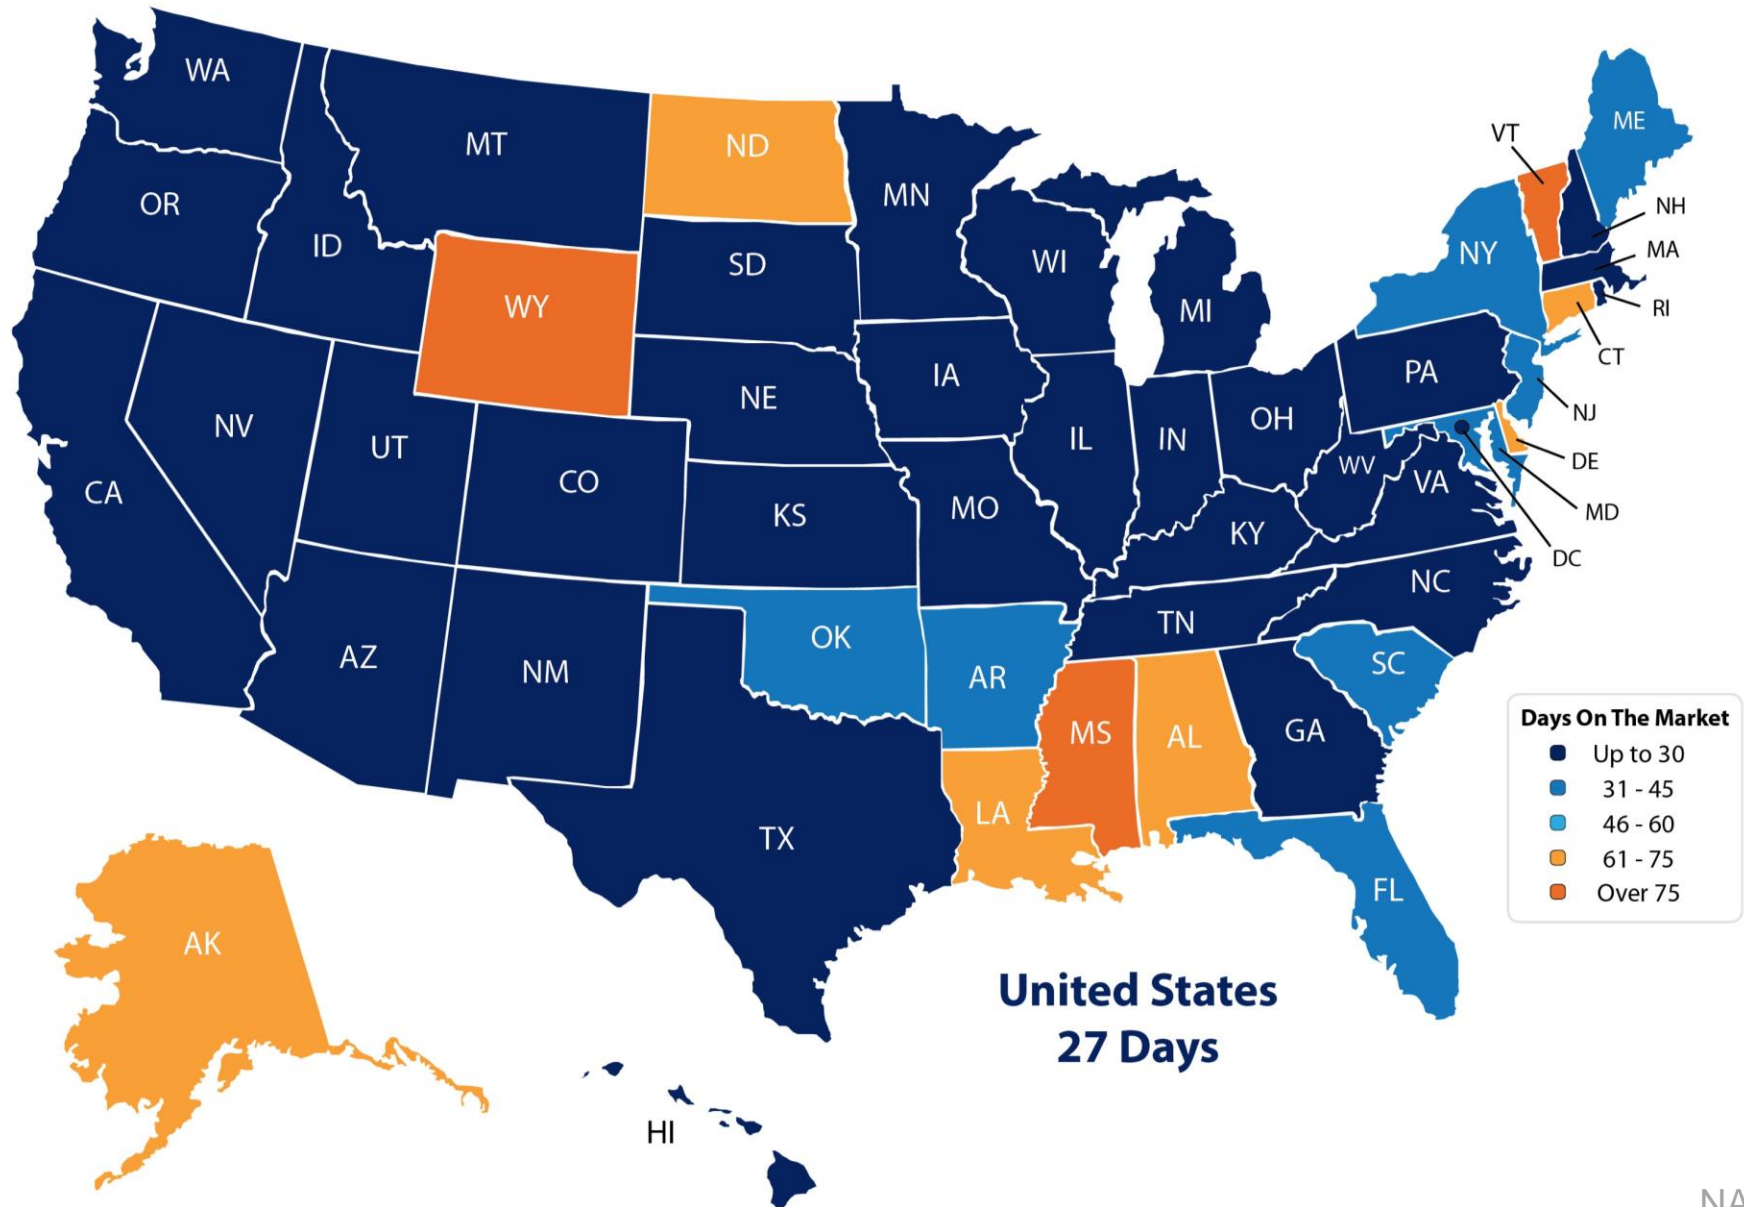 WA
MT
ND
MN
ME
VT
OR
ID
SD
WI
MI
NY
NH
MA
RI
CT
WY
NE
IA
PA
NJ
NV
UT
CO
KS
MO
IL
IN
OH
WV
VA
DE
MD
DC
CA
KY
NC
AZ
NM
OK
AR
TN
SC
MS
AL
GA
TX
LA
FL
AK
HI
Days On The Market
Up to 30
31 - 45
46 - 60
61 - 75
Over 75
United States
27 Days